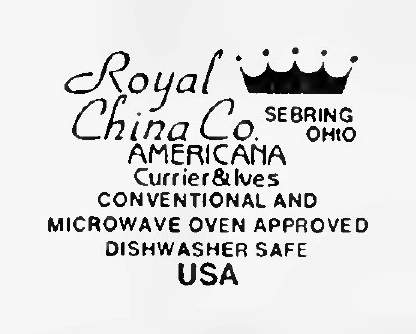 Royal
China Co. SEBRING
OHIO
AMERICANA
Currier & Ives
CONVENTIONAL AND
MICROWAVE OVEN APPROVED
DISHWASHER SAFE
USA